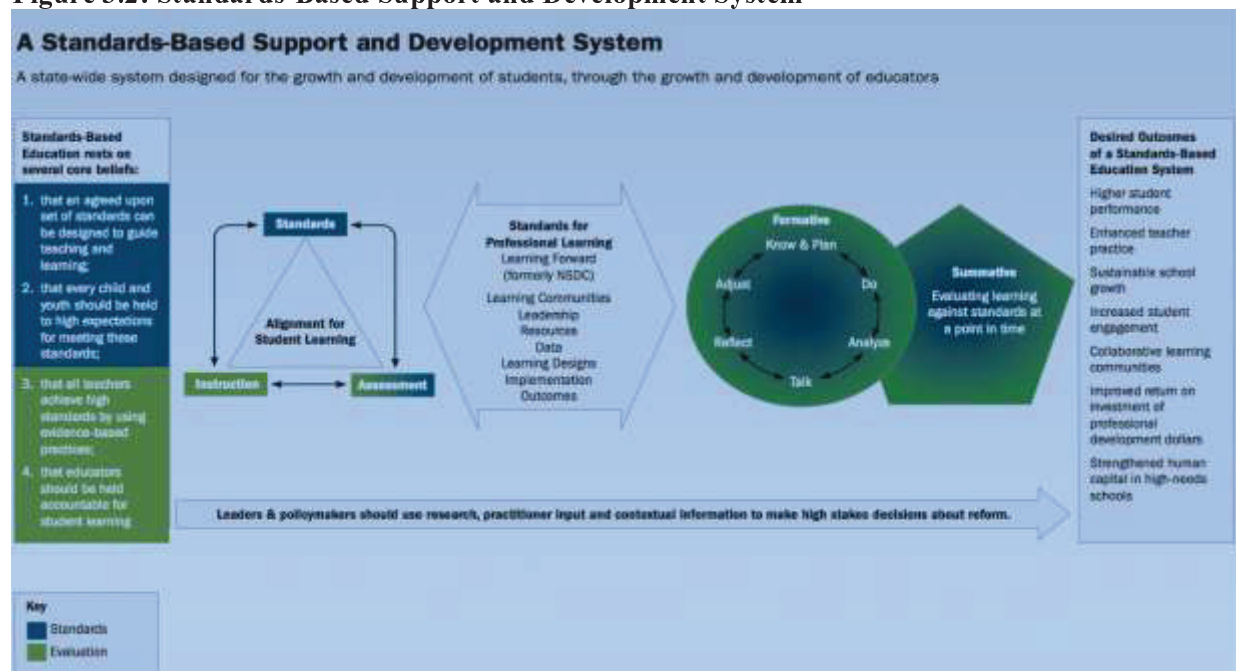 Figure 3.2: Standards-Based Support and Development System
A Standards-Based Support and Development System
A state-wide system designed for the growth and development of students, through the growth and development of educators
Standards-Based
Education rests on
several core beliefs:
1. that an agreed upon
set of standards can
be designed to guide
teaching and
learning;
2. that every child and
youth should be held
to high expectations
for meeting these
standards;
3. that all teachers
achieve high
standards by using
evidence-based
practices;
4. that educators
should be held
accountable for
student learning
Standards
Alignment for
Student Learning
Instruction
Assessment
Standards for
Professional Learning
Learning Forward
(formerly NSDC)
Learning Communities
Leadership
Resources
Data
Learning Designs
Implementation
Outcomes
Formative
Know & Plan
Adjust
Do
Reflect
Analyze
Talk
Summative
Evaluating learning
against standards at
a point in time
Desired Outcomes
of a Standards-Based
Education System
Higher student
performance
Enhanced teacher
practice
Sustainable school
growth
Increased student
engagement
Collaborative learning
communities
Improved return on
investment of
professional
development dollars
Strengthened human
capital in high-needs
schools
Leaders & policymakers should use research, practitioner input and contextual information to make high stakes decisions about reform.
Key
Standards
Evaluation